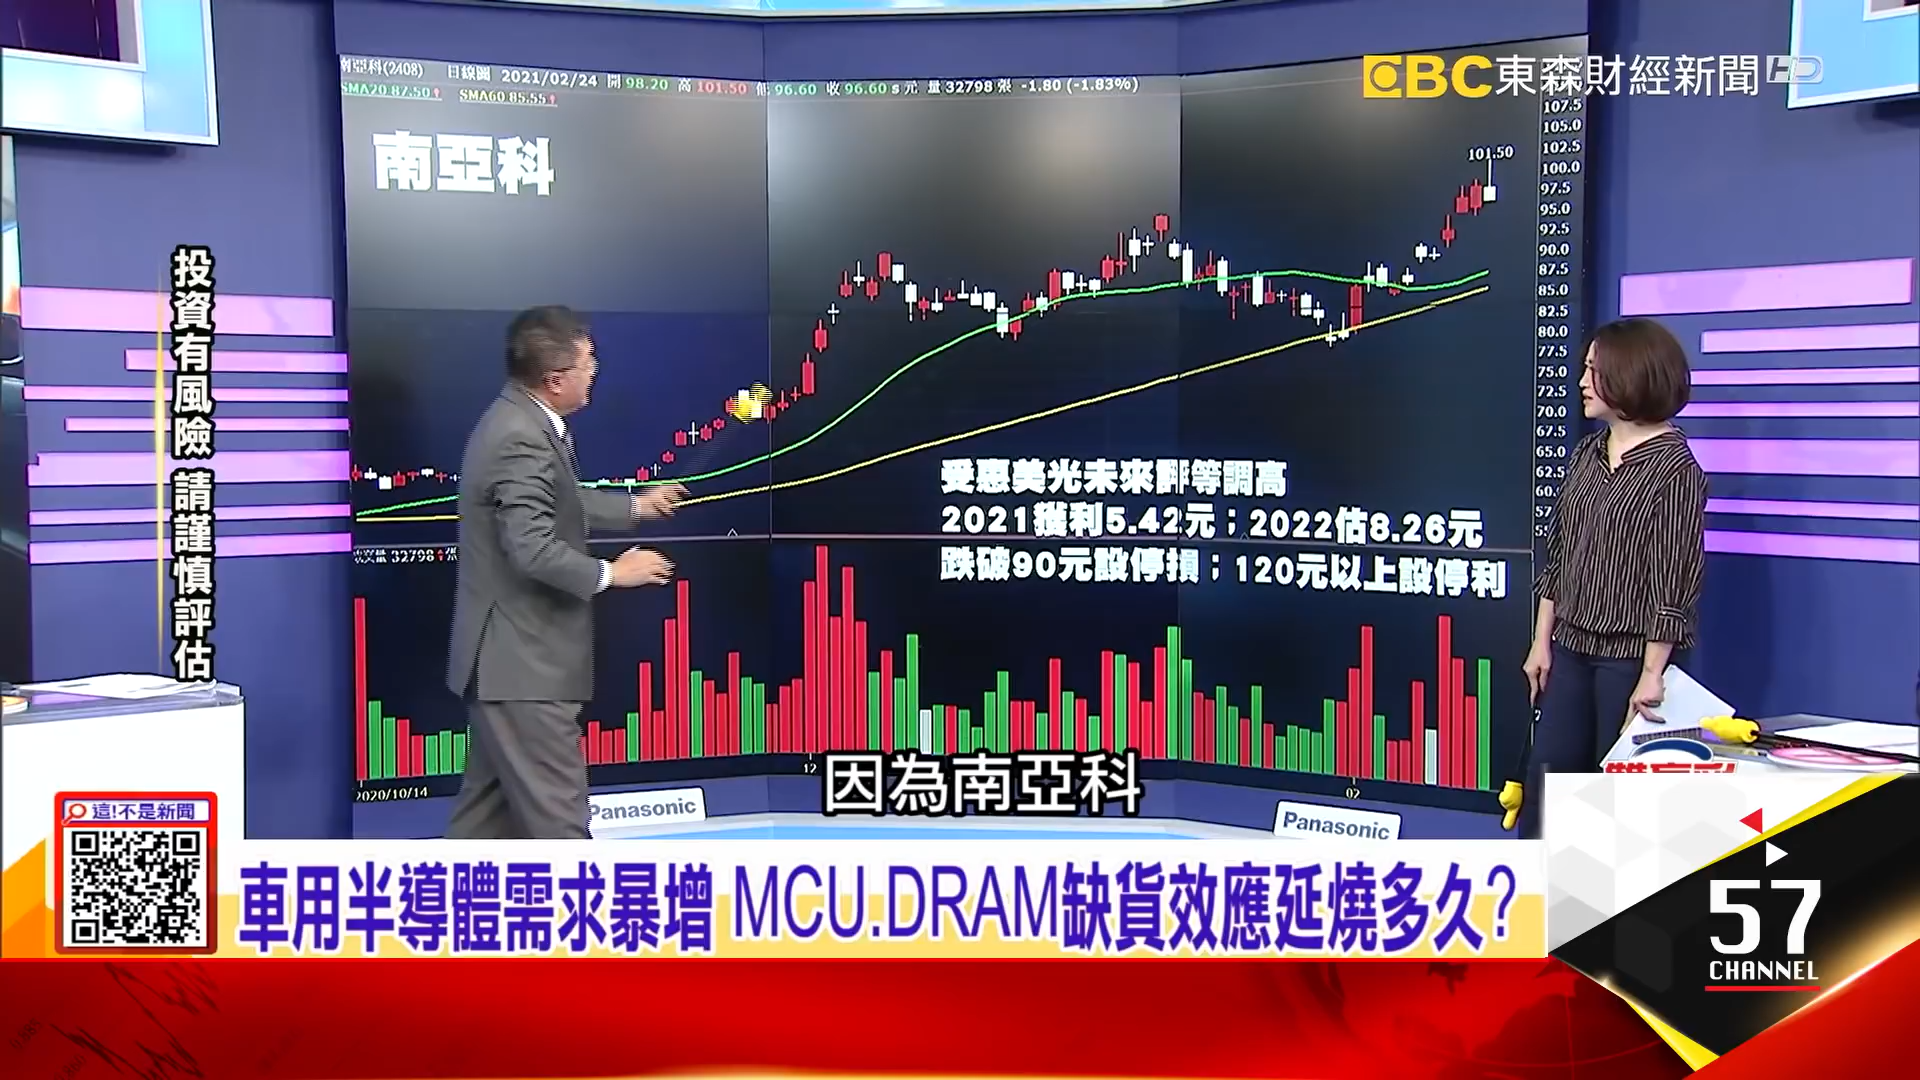 EBC 東森財經新聞 HD
南亞科(2408) 日線圖 2021/02/24 開 98.20 高 101.50 低 96.60 收 96.60 s 元 量 32798 張 -1.80 (-1.83%)
SMA20 87.50↑ SMA60 85.55↑
南亞科
101.50
107.5
105.0
102.5
100.0
97.5
95.0
92.5
90.0
87.5
85.0
82.5
80.0
77.5
75.0
72.5
70.0
67.5
65.0
62.5
投資有風險 請謹慎評估
受惠美光未來評等調高
2021獲利5.42元；2022估8.26元
跌破90元設停損；120元以上設停利
32798
2020/10/14
12
02
Panasonic
Panasonic
因為南亞科
這!不是新聞
車用半導體需求暴增 MCU.DRAM缺貨效應延燒多久?
57
CHANNEL